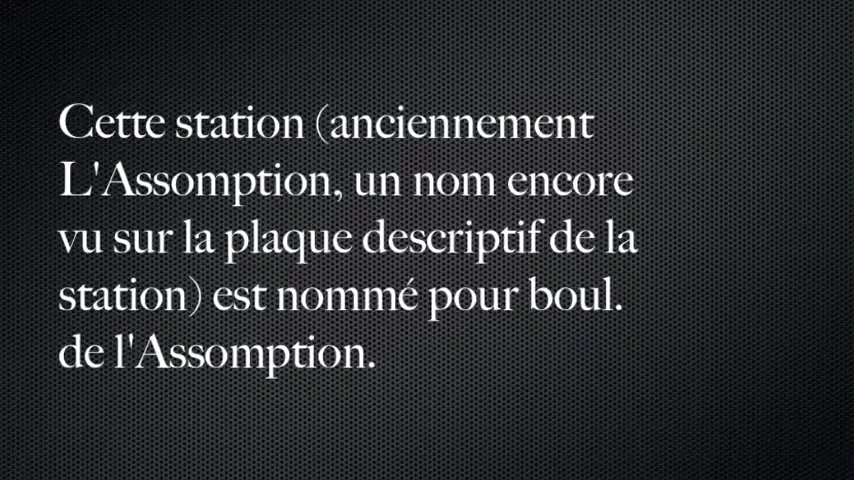 Cette station (anciennement
L'Assomption, un nom encore
vu sur la plaque descriptif de la
station) est nommé pour boul.
de l'Assomption.